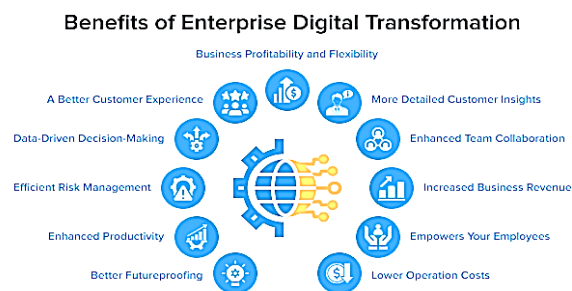 Benefits of Enterprise Digital Transformation
Business Profitability and Flexibility
A Better Customer Experience
More Detailed Customer Insights
Data-Driven Decision-Making
Enhanced Team Collaboration
Efficient Risk Management
Increased Business Revenue
Enhanced Productivity
Empowers Your Employees
Better Futureproofing
Lower Operation Costs